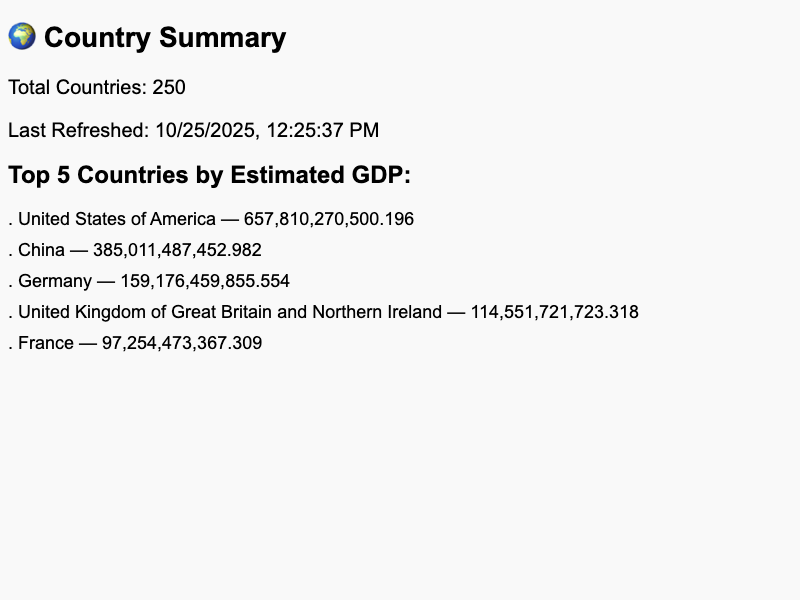 🌍 Country Summary
Total Countries: 250
Last Refreshed: 10/25/2025, 12:25:37 PM
Top 5 Countries by Estimated GDP:
. United States of America — 657,810,270,500.196
. China — 385,011,487,452.982
. Germany — 159,176,459,855.554
. United Kingdom of Great Britain and Northern Ireland — 114,551,721,723.318
. France — 97,254,473,367.309